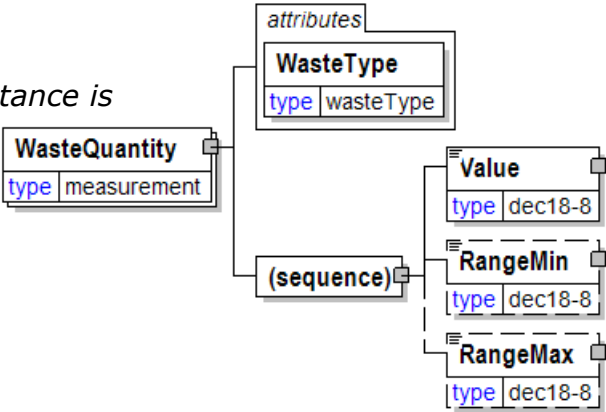 attributes
WasteType
type wasteType
tance is
WasteQuantity
type measurement
(sequence)
Value
type dec18-8
RangeMin
type dec18-8
RangeMax
type dec18-8